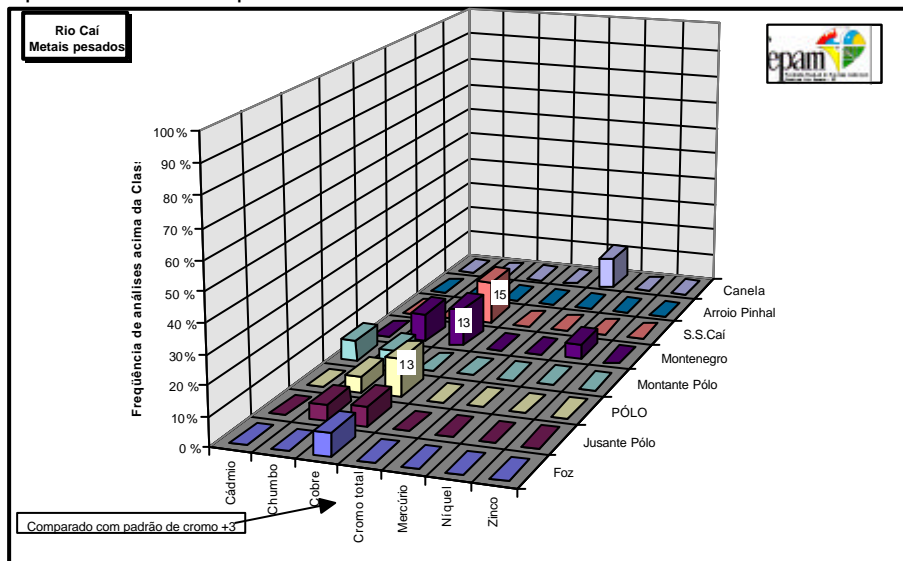 Rio Caí
Metais pesados
epam
Freqüência de análises acima da Clas
100 %
90 %
80 %
70 %
60 %
50 %
40 %
30 %
20 %
10 %
0 %
15
13
13
Canela
Arroio Pinhal
S.S.Caí
Montenegro
Montante Pólo
PÓLO
Jusante Pólo
Foz
Cádmio
Chumbo
Cobre
Cromo total
Mercúrio
Níquel
Zinco
Comparado com padrão de cromo +3